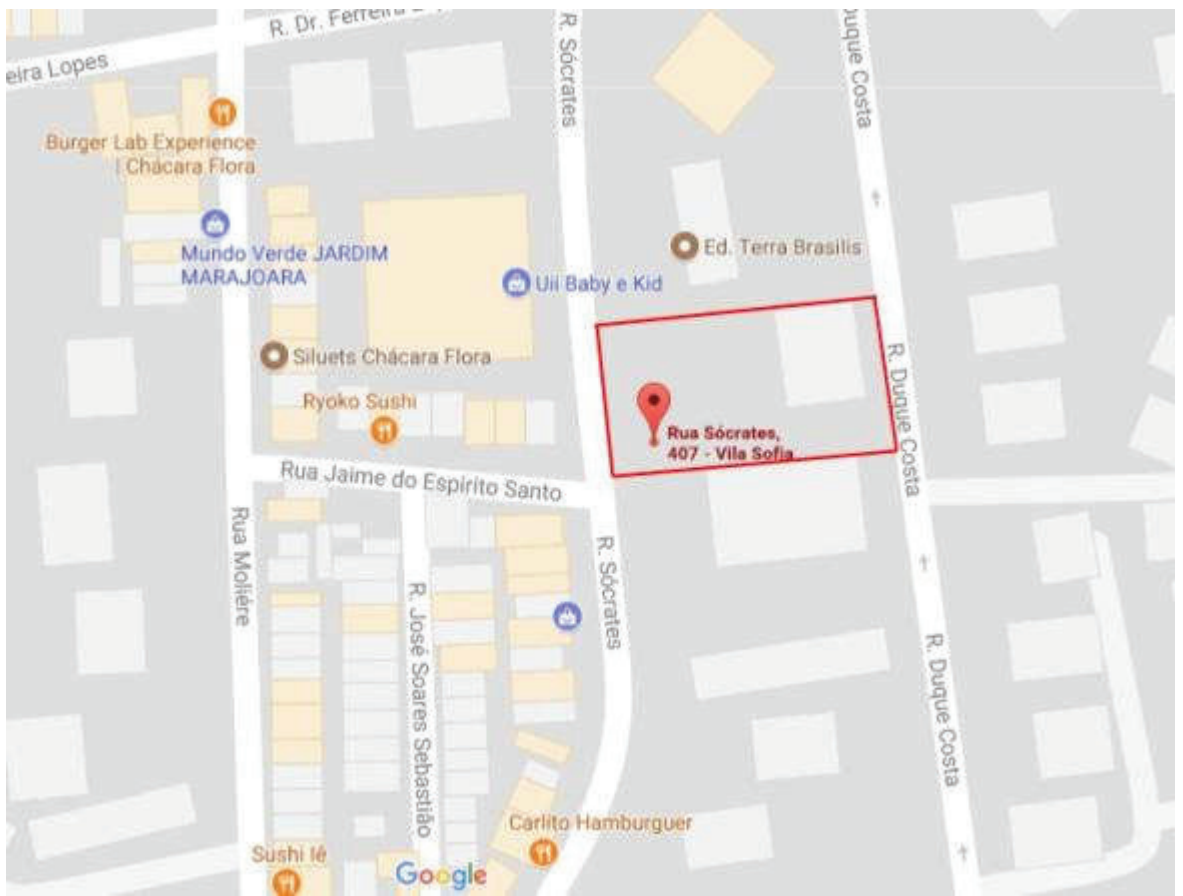 R. Dr. Ferreira
eira Lopes
R. Sócrates
Duque Costa
Burger Lab Experience
| Chácara Flora
Mundo Verde JARDIM
MARAJOARA
Ed. Terra Brasilis
Uii Baby e Kid
Siluets Chácara Flora
Ryoko Sushi
R. Duque Costa
Rua Sócrates,
407 - Vila Sofia
Rua Jaime do Espírito Santo
Rua Moliére
R. José Soares Sebastião
R. Sócrates
R. Duque Costa
Carlito Hamburguer
Sushi Iê
Google